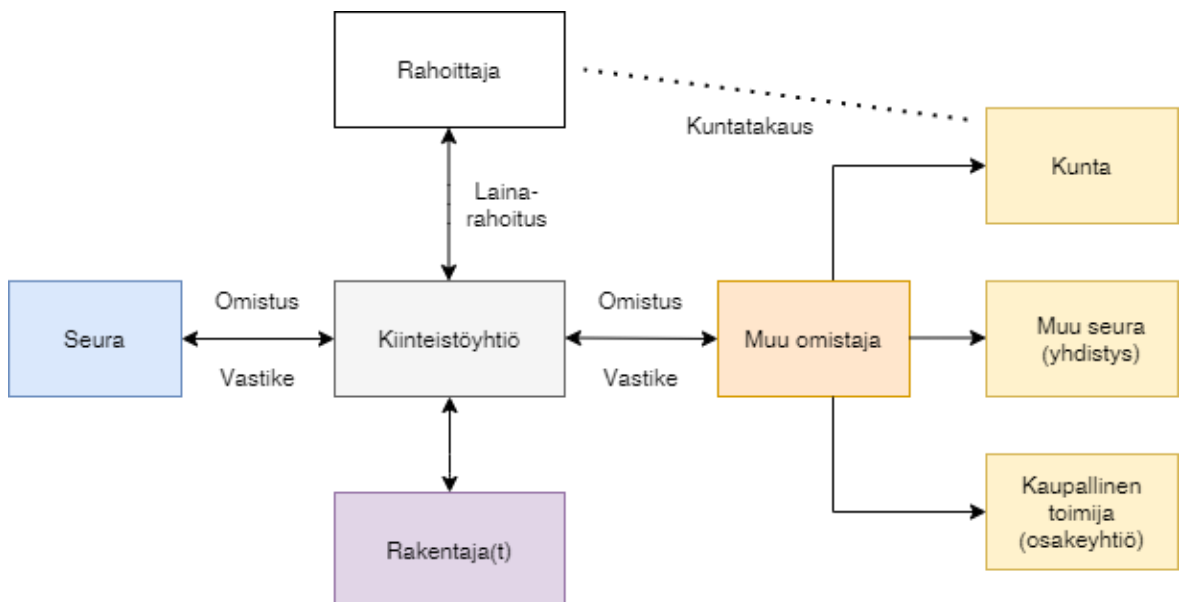 Rahoittaja
Kuntatakaus
Kunta
Laina-
rahoitus
Seura
Omistus
Vastike
Kiinteistöyhtiö
Omistus
Vastike
Muu omistaja
Muu seura
(yhdistys)
Rakentaja(t)
Kaupallinen
toimija
(osakeyhtiö)